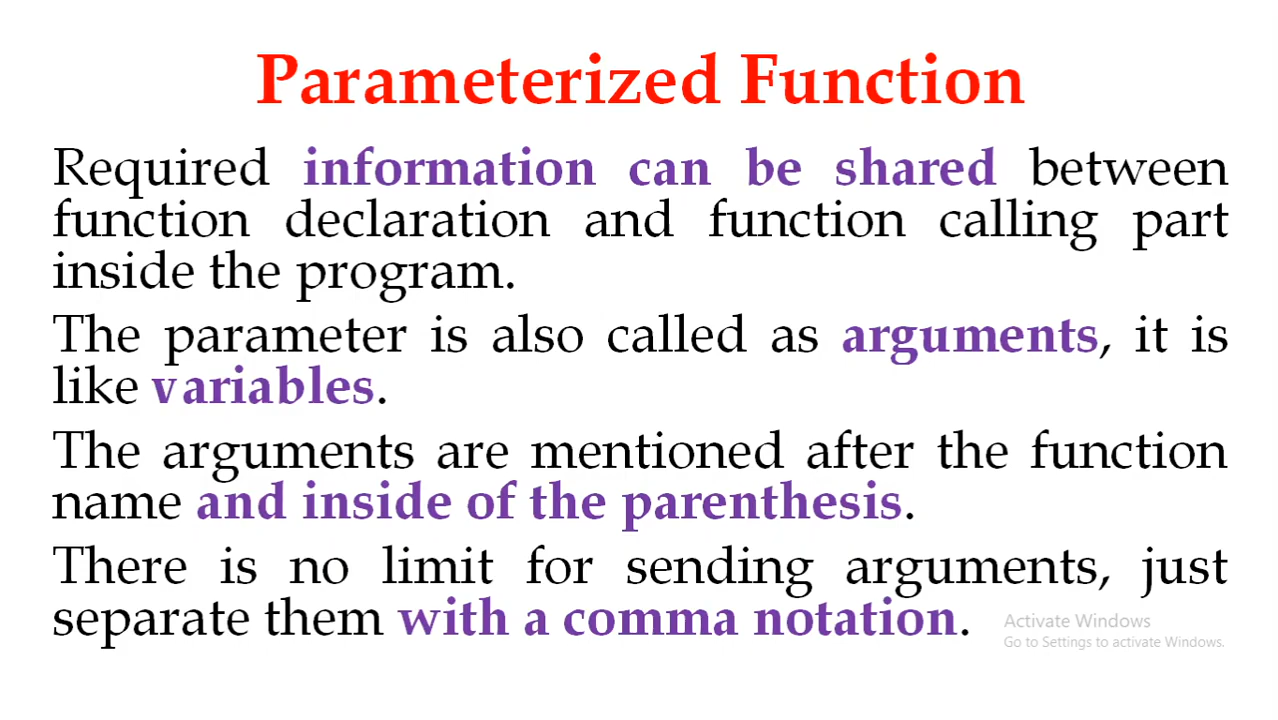 Parameterized Function
Required information can be shared between
function declaration and function calling part
inside the program.
The parameter is also called as arguments, it is
like variables.
The arguments are mentioned after the function
name and inside of the parenthesis.
There is no limit for sending arguments, just
separate them with a comma notation.
Activate Windows
Go to Settings to activate Windows.